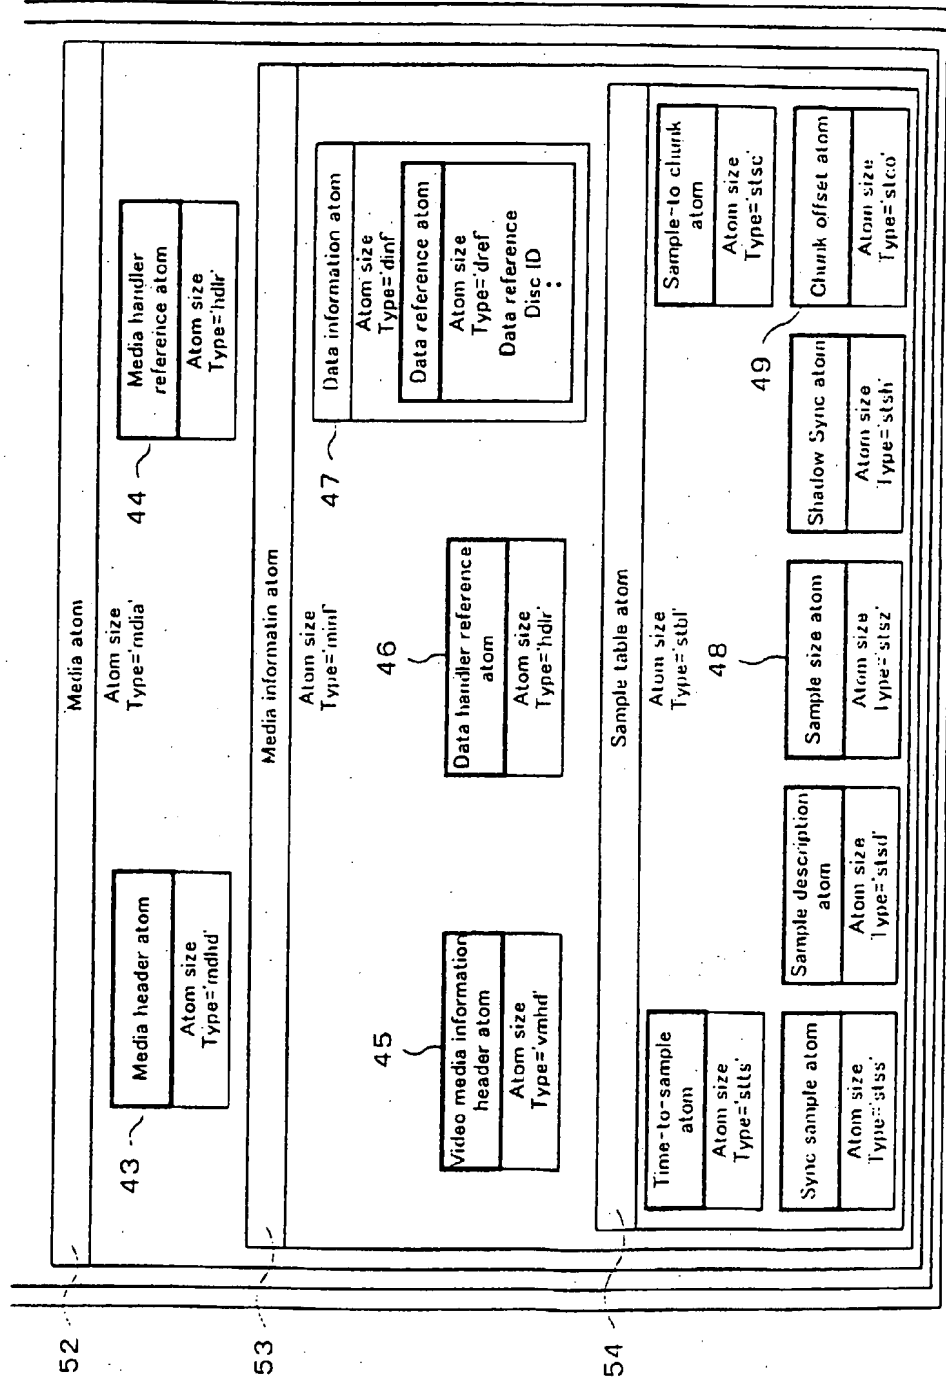 52
Media atom
Atom size
Type='mdia'
43
Media header atom
Atom size
Type='mdhd'
44
Media handler
reference atom
Atom size
Type='hdlr'
53
Media informatin atom
Atom size
Type='minf'
45
Video media information
header atom
Atom size
Type='vmhd'
46
Data handler reference
atom
Atom size
Type='hdlr'
47
Data information atom
Atom size
Type='dinf'
Data reference atom
Atom size
Type='dref'
Data reference
Disc ID
54
Sample table atom
Atom size
Type='stbl'
Time-to-sample
atom
Atom size
Type='stts'
Sample-to chunk
atom
Atom size
Type='stsc'
Sync sample atom
Atom size
Type='stss'
Sample description
atom
Atom size
Type='stsd'
48
Sample size atom
Atom size
Type='stsz'
Shadow Sync atom
Atom size
Type='stsh'
49
Chunk offset atom
Atom size
Type='stco'